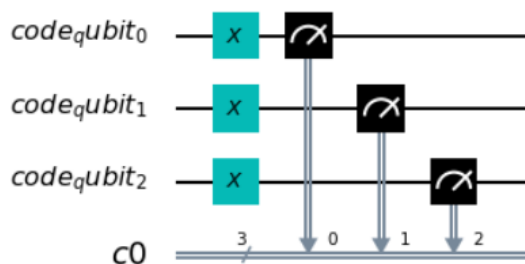 code_qubit_0 x
code_qubit_1 x
code_qubit_2 x
c0 3 0 1 2